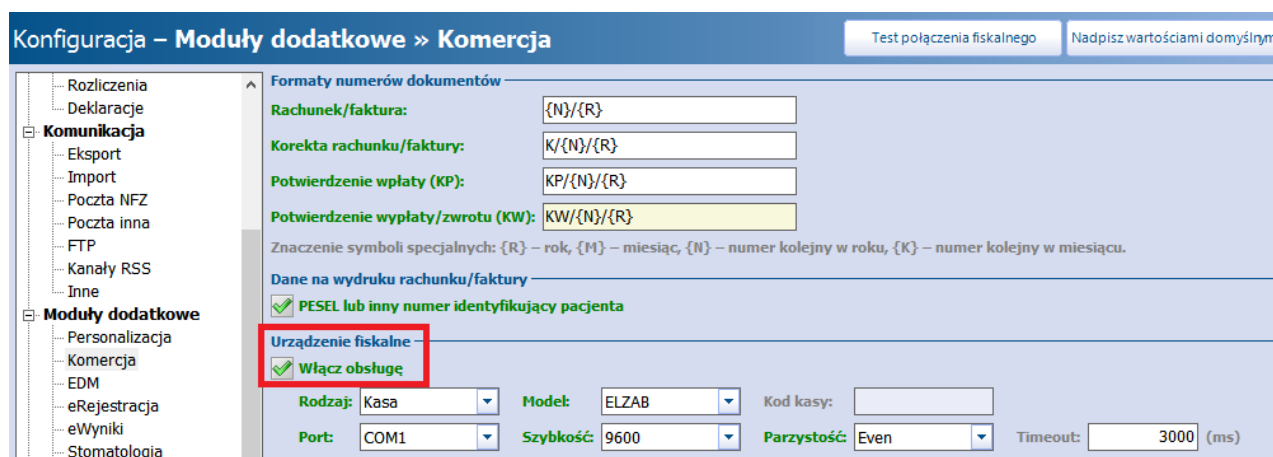 Konfiguracja – Moduły dodatkowe » Komercja
Test połączenia fiskalnego
Nadpisz wartościami domyślnym
Rozliczenia
Deklaracje
Komunikacja
Eksport
Import
Poczta NFZ
Poczta inna
FTP
Kanały RSS
Inne
Moduły dodatkowe
Personalizacja
Komercja
EDM
eRejestracja
eWyniki
Stomatologia
Formaty numerów dokumentów
Rachunek/faktura: {N}/{R}
Korekta rachunku/faktury: K/{N}/{R}
Potwierdzenie wpłaty (KP): KP/{N}/{R}
Potwierdzenie wypłaty/zwrotu (KW): KW/{N}/{R}
Znaczenie symboli specjalnych: {R} – rok, {M} – miesiąc, {N} – numer kolejny w roku, {K} – numer kolejny w miesiącu.
Dane na wydruku rachunku/faktury
PESEL lub inny numer identyfikujący pacjenta
Urządzenie fiskalne
Włącz obsługę
Rodzaj: Kasa Model: ELZAB Kod kasy:
Port: COM1 Szybkość: 9600 Parzystość: Even Timeout: 3000 (ms)